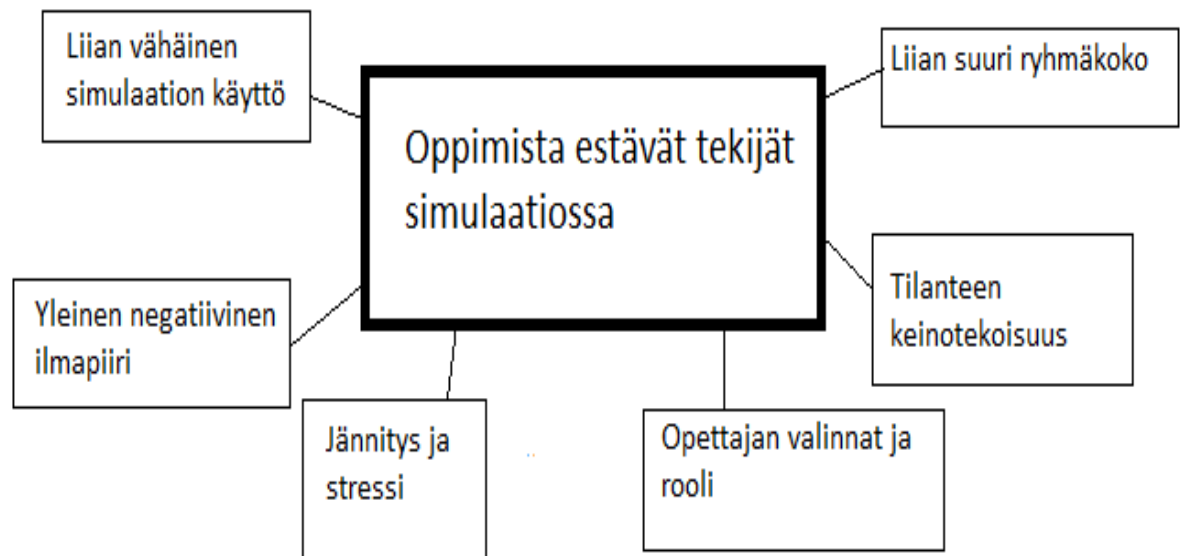 Liian vähäinen
simulaation käyttö
Liian suuri ryhmäkoko
Oppimista estävät tekijät
simulaatiossa
Yleinen negatiivinen
ilmapiiri
Tilanteen
keinotekoisuus
Jännitys ja
stressi
Opettajan valinnat ja
rooli